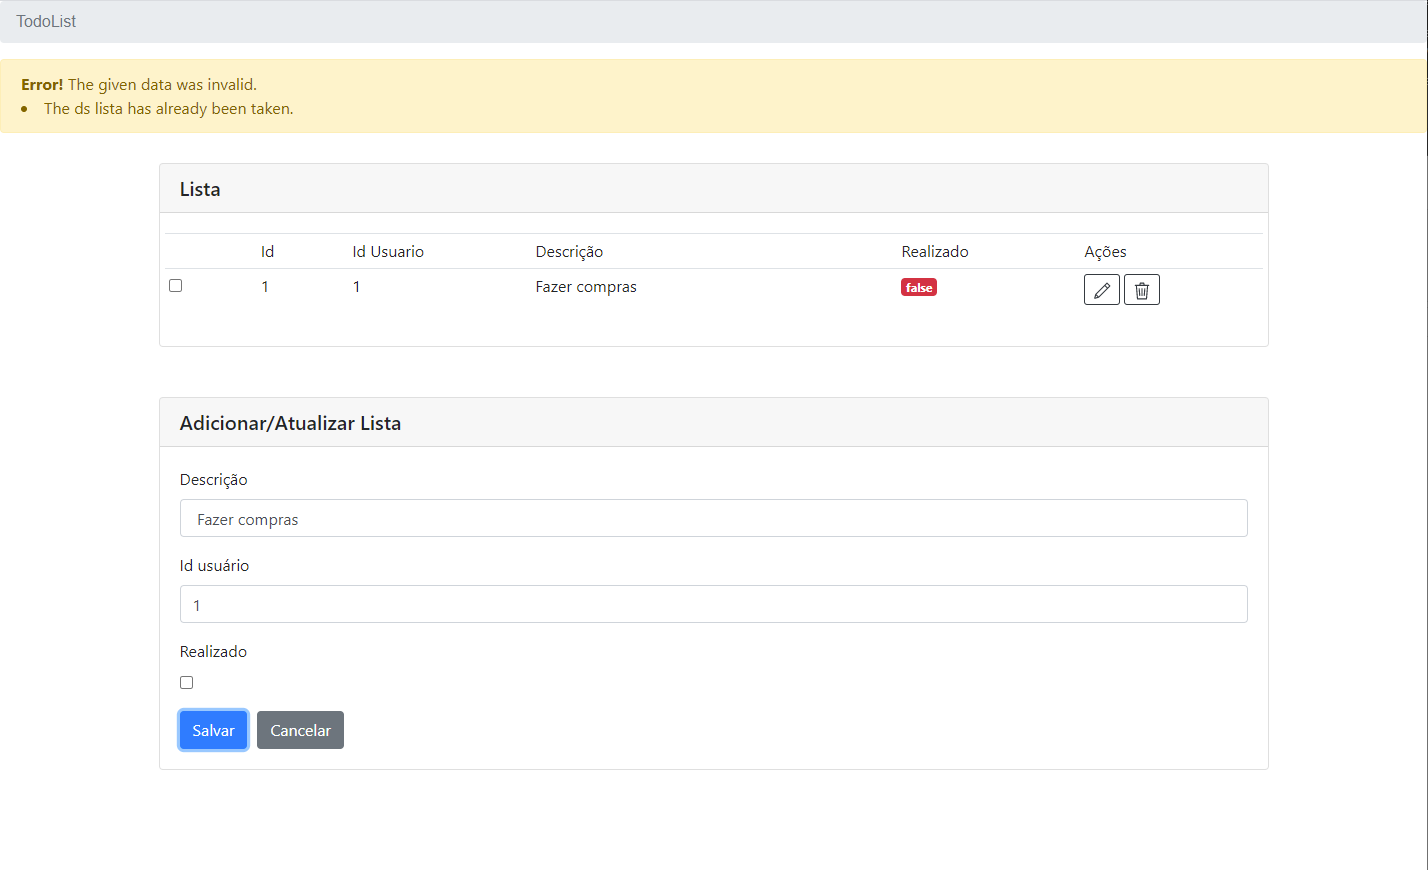 TodoList
Error! The given data was invalid.
• The ds lista has already been taken.
Lista
Id Id Usuario Descrição Realizado Ações
1 1 Fazer compras false
Adicionar/Atualizar Lista
Descrição
Fazer compras
Id usuário
1
Realizado
Salvar Cancelar